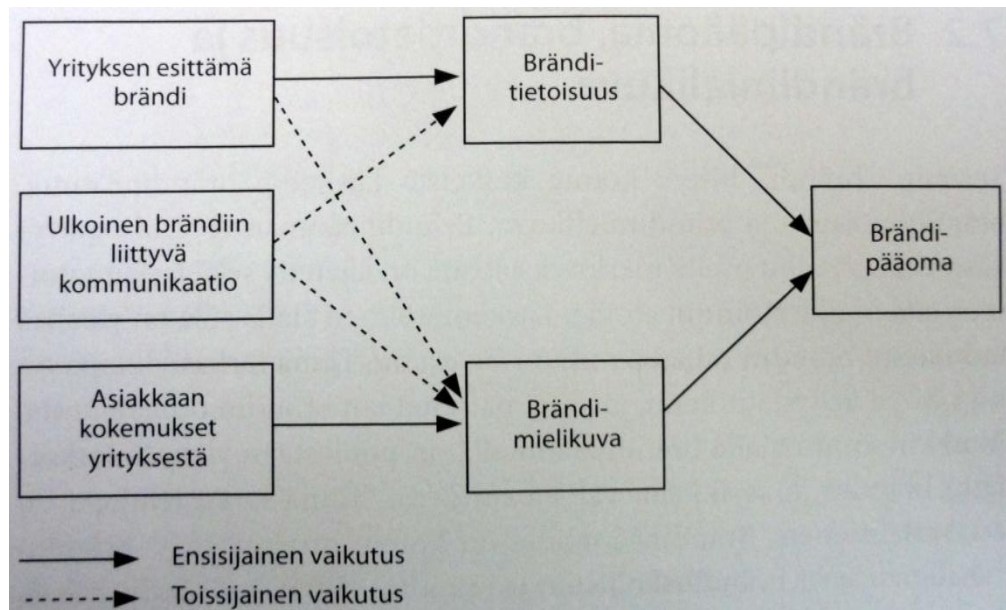 Yrityksen esittämä
brändi
Brändi-
tietoisuus
Ulkoinen brändiin
liittyvä
kommunikaatio
Brändi-
pääoma
Asiakkaan
kokemukset
yrityksestä
Brändi-
mielikuva
Ensisijainen vaikutus
Toissijainen vaikutus